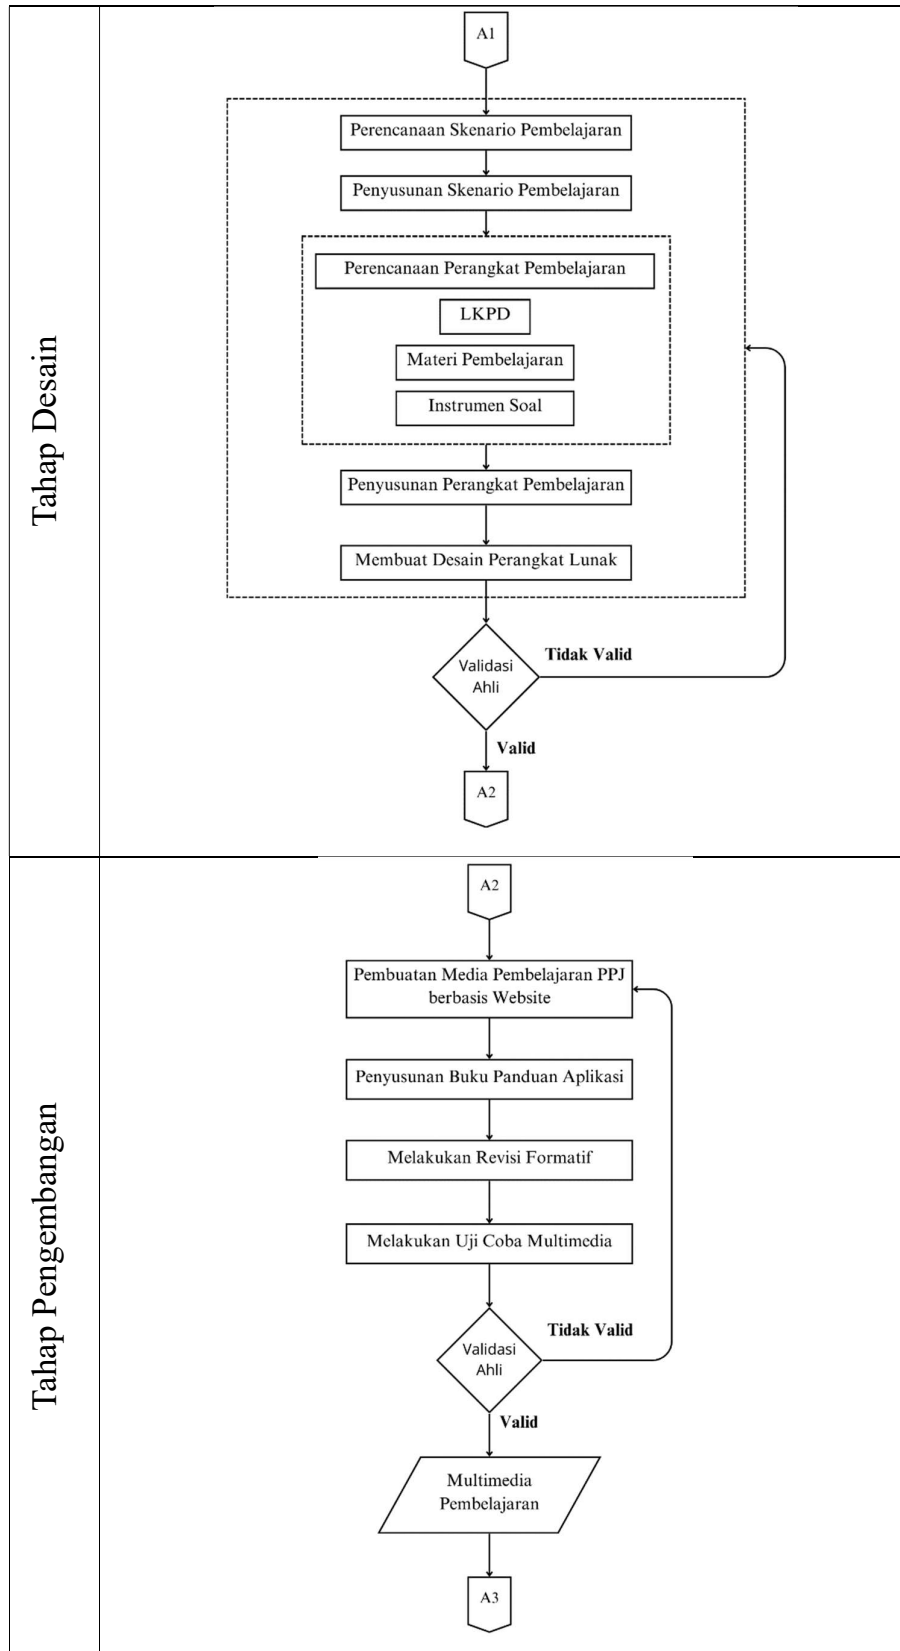 Tahap Desain
A1
Perencanaan Skenario Pembelajaran
Penyusunan Skenario Pembelajaran
Perencanaan Perangkat Pembelajaran
LKPD
Materi Pembelajaran
Instrumen Soal
Penyusunan Perangkat Pembelajaran
Membuat Desain Perangkat Lunak
Validasi
Ahli
Tidak Valid
Valid
A2
Tahap Pengembangan
A2
Pembuatan Media Pembelajaran PPJ
berbasis Website
Penyusunan Buku Panduan Aplikasi
Melakukan Revisi Formatif
Melakukan Uji Coba Multimedia
Validasi
Ahli
Tidak Valid
Valid
Multimedia
Pembelajaran
A3